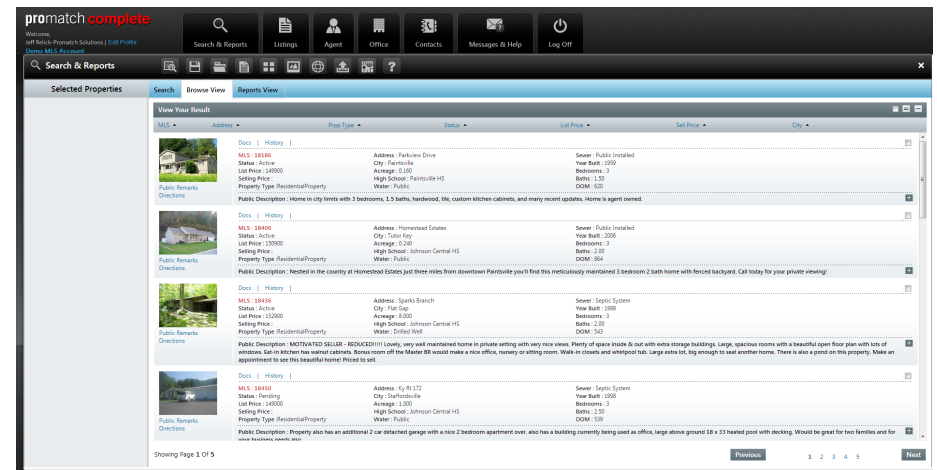 promatch complete
Welcome,
Jeff Relick-Promatch Solutions | Edit Profile
Demo MLS Account
Search & Reports
Listings
Agent
Office
Contacts
Messages & Help
Log Off
Search & Reports
?
×
Selected Properties
Search
Browse View
Reports View
View Your Result
MLS
Address
Prop Type
Status
List Price
Sell Price
City
Docs | History |
MLS : 18186
Address : Parkview Drive
Sewer : Public Installed
Status : Active
City : Paintsville
Year Built : 1959
List Price : 149900
Acreage : 0.160
Bedrooms : 3
Selling Price :
High School : Paintsville HS
Baths : 1.50
Property Type :ResidentialProperty
Water : Public
DOM : 620
Public Remarks
Directions
Public Description : Home in city limits with 3 bedrooms, 1.5 baths, hardwood, tile, custom kitchen cabinets, and many recent updates. Home is agent owned.
Docs | History |
MLS : 18406
Address : Homestead Estates
Sewer : Public Installed
Status : Active
City : Tutor Key
Year Built : 2006
List Price : 150900
Acreage : 0.240
Bedrooms : 3
Selling Price :
High School : Johnson Central HS
Baths : 2.00
Property Type :ResidentialProperty
Water : Public
DOM : 864
Public Remarks
Directions
Public Description : Nestled in the country at Homestead Estates just three miles from downtown Paintsville you'll find this meticulously maintained 3 bedroom 2 bath home with fenced backyard. Call today for your private viewing!
Docs | History |
MLS : 18436
Address : Sparks Branch
Sewer : Septic System
Status : Active
City : Flat Gap
Year Built : 1988
List Price : 152900
Acreage : 8.000
Bedrooms : 3
Selling Price :
High School : Johnson Central HS
Baths : 2.00
Property Type :ResidentialProperty
Water : Drilled Well
DOM : 543
Public Remarks
Directions
Public Description : MOTIVATED SELLER - REDUCED!!!!! Lovely, very well maintained home in private setting with very nice views. Plenty of space inside & out with extra storage buildings. Large, spacious rooms with a beautiful open floor plan with lots of
windows. Eat-in kitchen has walnut cabinets. Bonus room off the Master BR would make a nice office, nursery or sitting room. Walk-in closets and whirlpool tub. Large extra lot, big enough to seat another home. There is also a pond on this property. Make an
appointment to see this beautiful home! Priced to sell.
Docs | History |
MLS : 18450
Address : Ky Rt 172
Sewer : Septic System
Status : Pending
City : Staffordsville
Year Built : 1998
List Price : 149000
Acreage : 1.000
Bedrooms : 3
Selling Price :
High School : Johnson Central HS
Baths : 2.50
Property Type :ResidentialProperty
Water : Public
DOM : 539
Public Remarks
Directions
Public Description : Property also has an additional 2 car detached garage with a nice 2 bedroom apartment over. also has a building currently being used as office, large above ground 18 x 33 heated pool with decking. Would be great for two families and for
your business needs also.
Showing Page 1 Of 5
Previous
1 2 3 4 5
Next